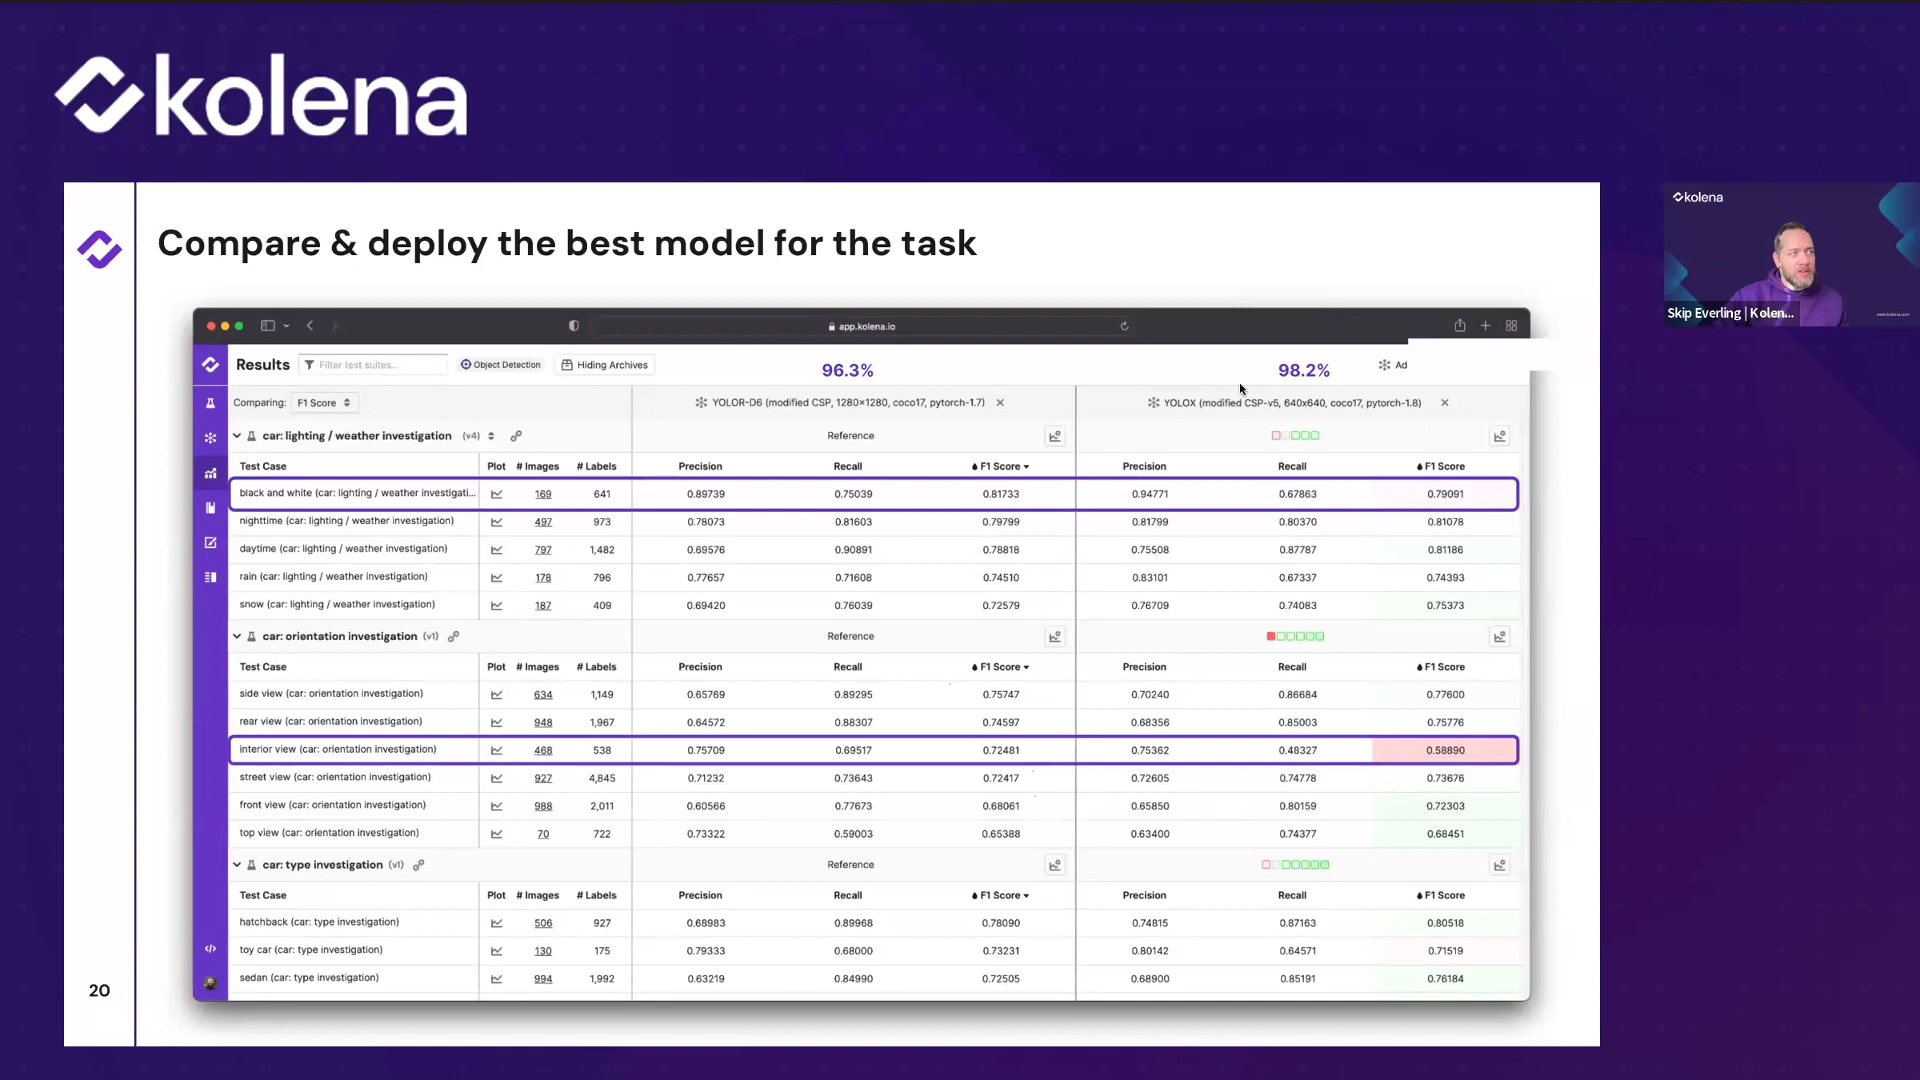 kolena
Compare & deploy the best model for the task
app.kolena.io
Results
Filter test suites...
Object Detection
Hiding Archives
96.3%
98.2%
Ad
Comparing:
F1 Score
YOLOR-D6 (modified CSP, 1280×1280, coco17, pytorch-1.7)
YOLOX (modified CSP-v5, 640x640, coco17, pytorch-1.8)
car: lighting / weather investigation (v4) Reference
Test Case Plot # Images # Labels Precision Recall F1 Score Precision Recall F1 Score
black and white (car: lighting / weather investigati... 169 641 0.89739 0.75039 0.81733 0.94771 0.67863 0.79091
nighttime (car: lighting / weather investigation) 497 973 0.78073 0.81603 0.79799 0.81799 0.80370 0.81078
daytime (car: lighting / weather investigation) 797 1,482 0.69576 0.90891 0.78818 0.75508 0.87787 0.81186
rain (car: lighting / weather investigation) 178 796 0.77657 0.71608 0.74510 0.83101 0.67337 0.74393
snow (car: lighting / weather investigation) 187 409 0.69420 0.76039 0.72579 0.76709 0.74083 0.75373
car: orientation investigation (v1) Reference
Test Case Plot # Images # Labels Precision Recall F1 Score Precision Recall F1 Score
side view (car: orientation investigation) 634 1,149 0.65769 0.89295 0.75747 0.70240 0.86684 0.77600
rear view (car: orientation investigation) 948 1,967 0.64572 0.88307 0.74597 0.68356 0.85003 0.75776
interior view (car: orientation investigation) 468 538 0.75709 0.69517 0.72481 0.75362 0.48327 0.58890
street view (car: orientation investigation) 927 4,845 0.71232 0.73643 0.72417 0.72605 0.74778 0.73676
front view (car: orientation investigation) 988 2,011 0.60566 0.77673 0.68061 0.65850 0.80159 0.72303
top view (car: orientation investigation) 70 722 0.73322 0.59003 0.65388 0.63400 0.74377 0.68451
car: type investigation (v1) Reference
Test Case Plot # Images # Labels Precision Recall F1 Score Precision Recall F1 Score
hatchback (car: type investigation) 506 927 0.68983 0.89968 0.78090 0.74815 0.87163 0.80518
toy car (car: type investigation) 130 175 0.79333 0.68000 0.73231 0.80142 0.64571 0.71519
sedan (car: type investigation) 994 1,992 0.63219 0.84990 0.72505 0.68900 0.85191 0.76184
20
kolena
Skip Everling | Kolen...